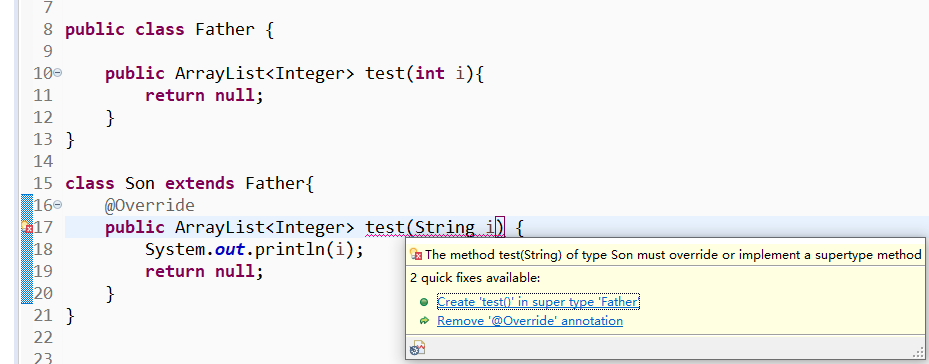 7
8 public class Father {
9
10 public ArrayList<Integer> test(int i){
11 return null;
12 }
13 }
14
15 class Son extends Father{
16 @Override
17 public ArrayList<Integer> test(String i) {
18 System.out.println(i);
19 return null;
20 }
21 }
22
23
The method test(String) of type Son must override or implement a supertype method
2 quick fixes available:
Create 'test()' in super type 'Father'
Remove '@Override' annotation